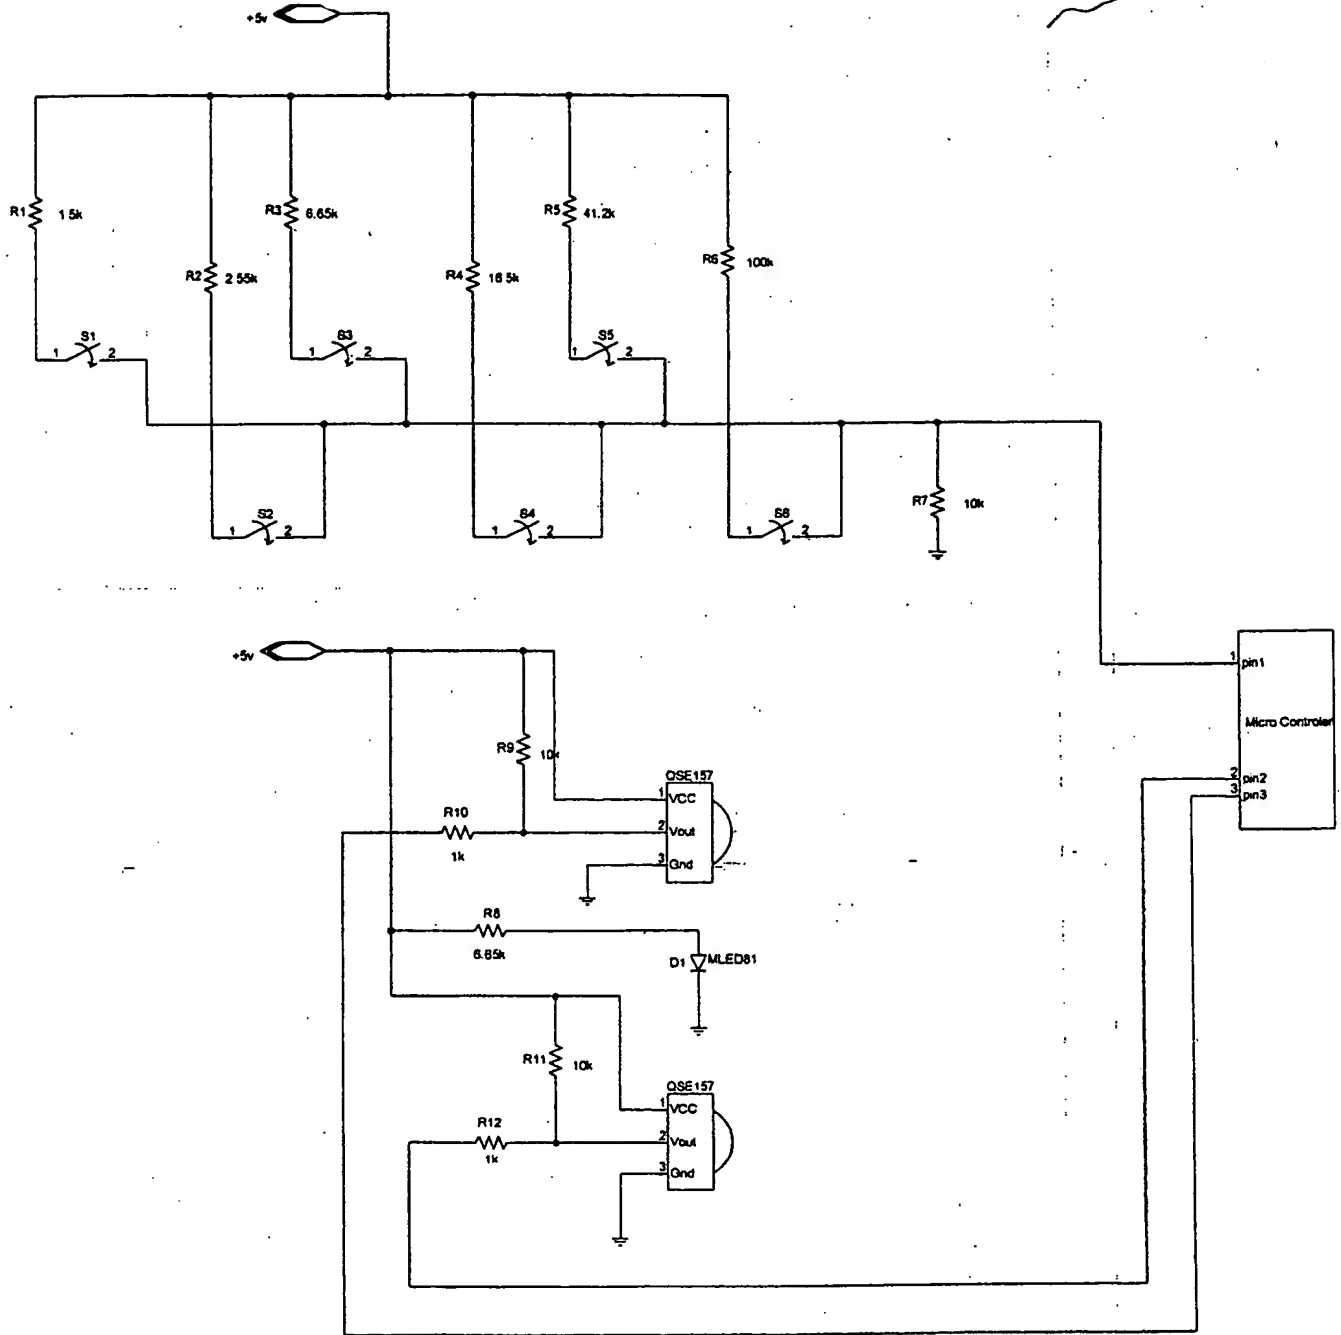 +5v
R1 1 5k
R3 6.65k
R5 41.2k
R2 2 55k
R4 16 5k
R6 100k
1 S1 2
1 S3 2
1 S5 2
1 S2 2
1 S4 2
1 S6 2
R7 10k
+5v
1 pin1
Micro Controler
2 pin2
3 pin3
R9 10k
QSE157
1 VCC
R10
2 Vout
1k
3 Gnd
R8
6.65k
D1 MLED81
R11 10k
QSE157
1 VCC
R12
2 Vout
1k
3 Gnd